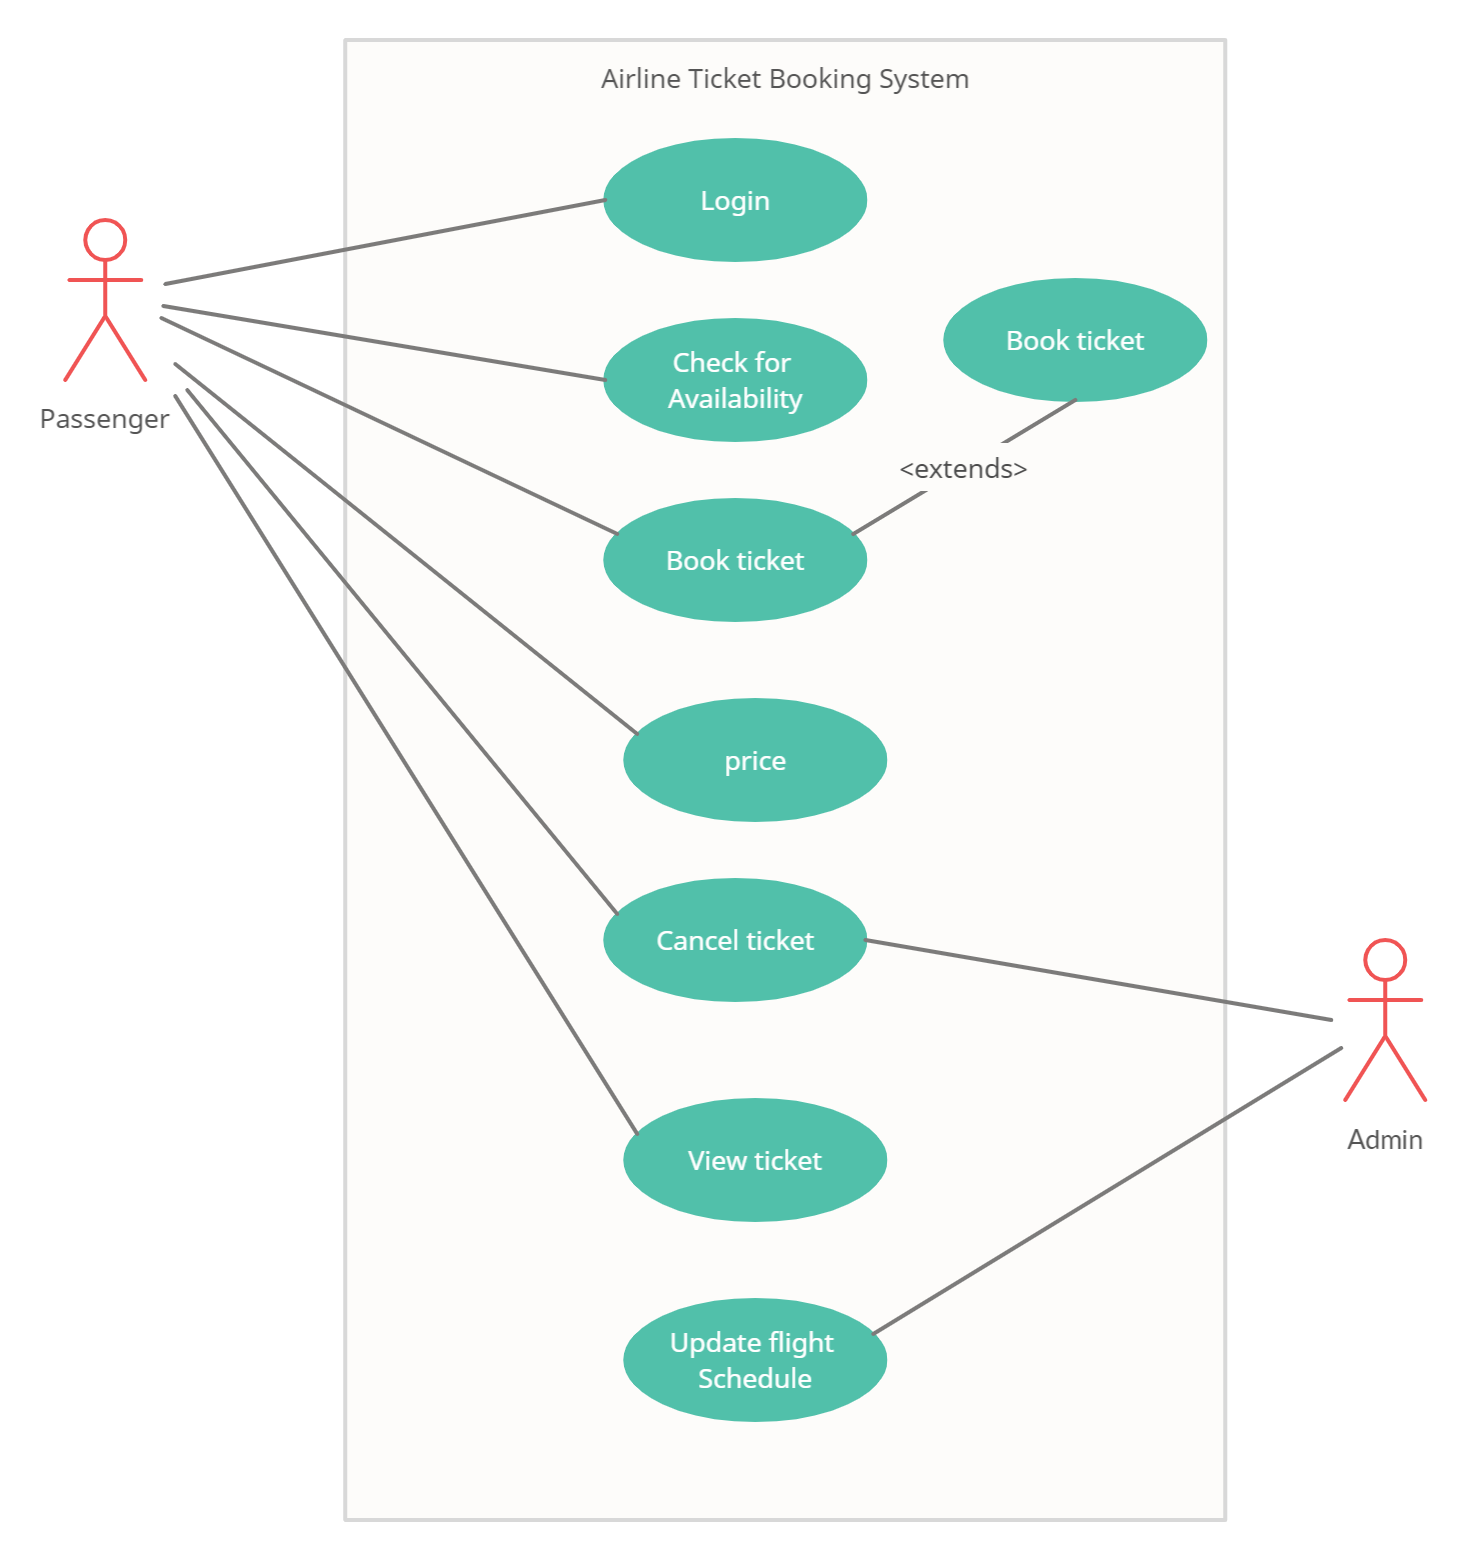 Airline Ticket Booking System
Login
Book ticket
Check for
Availability
Passenger
<extends>
Book ticket
price
Cancel ticket
Admin
View ticket
Update flight
Schedule